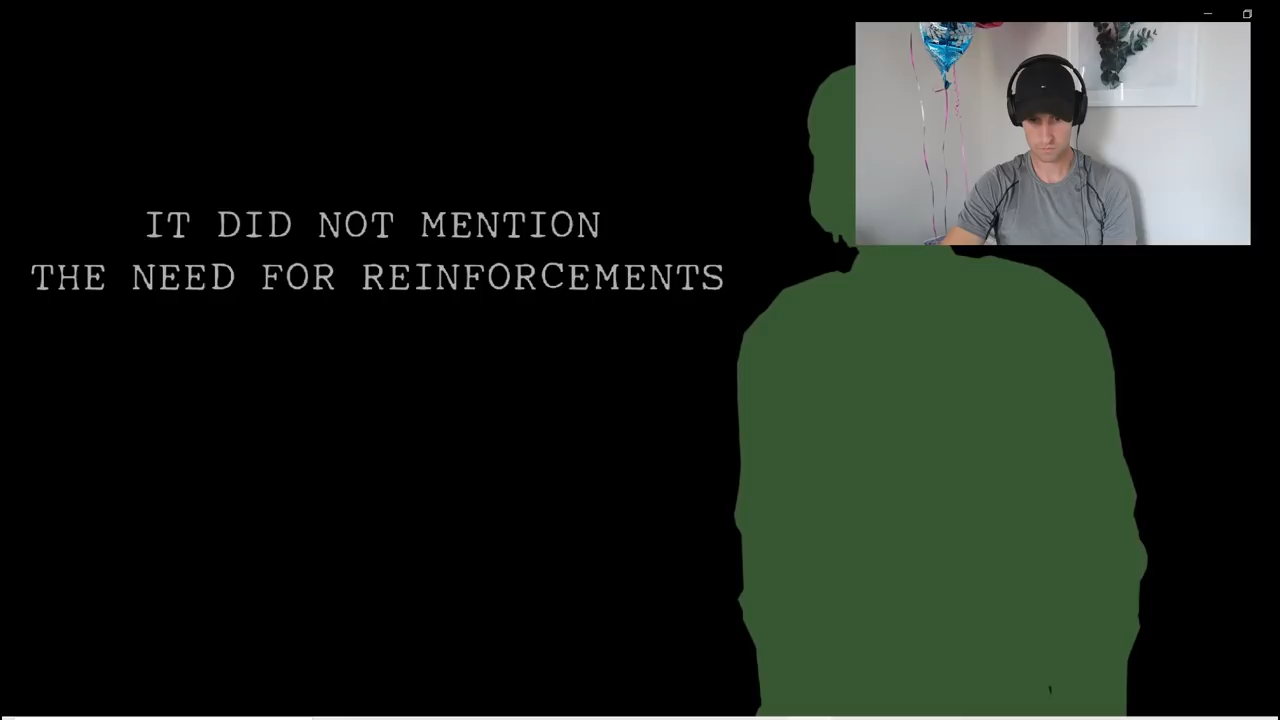 IT DID NOT MENTION
THE NEED FOR REINFORCEMENTS